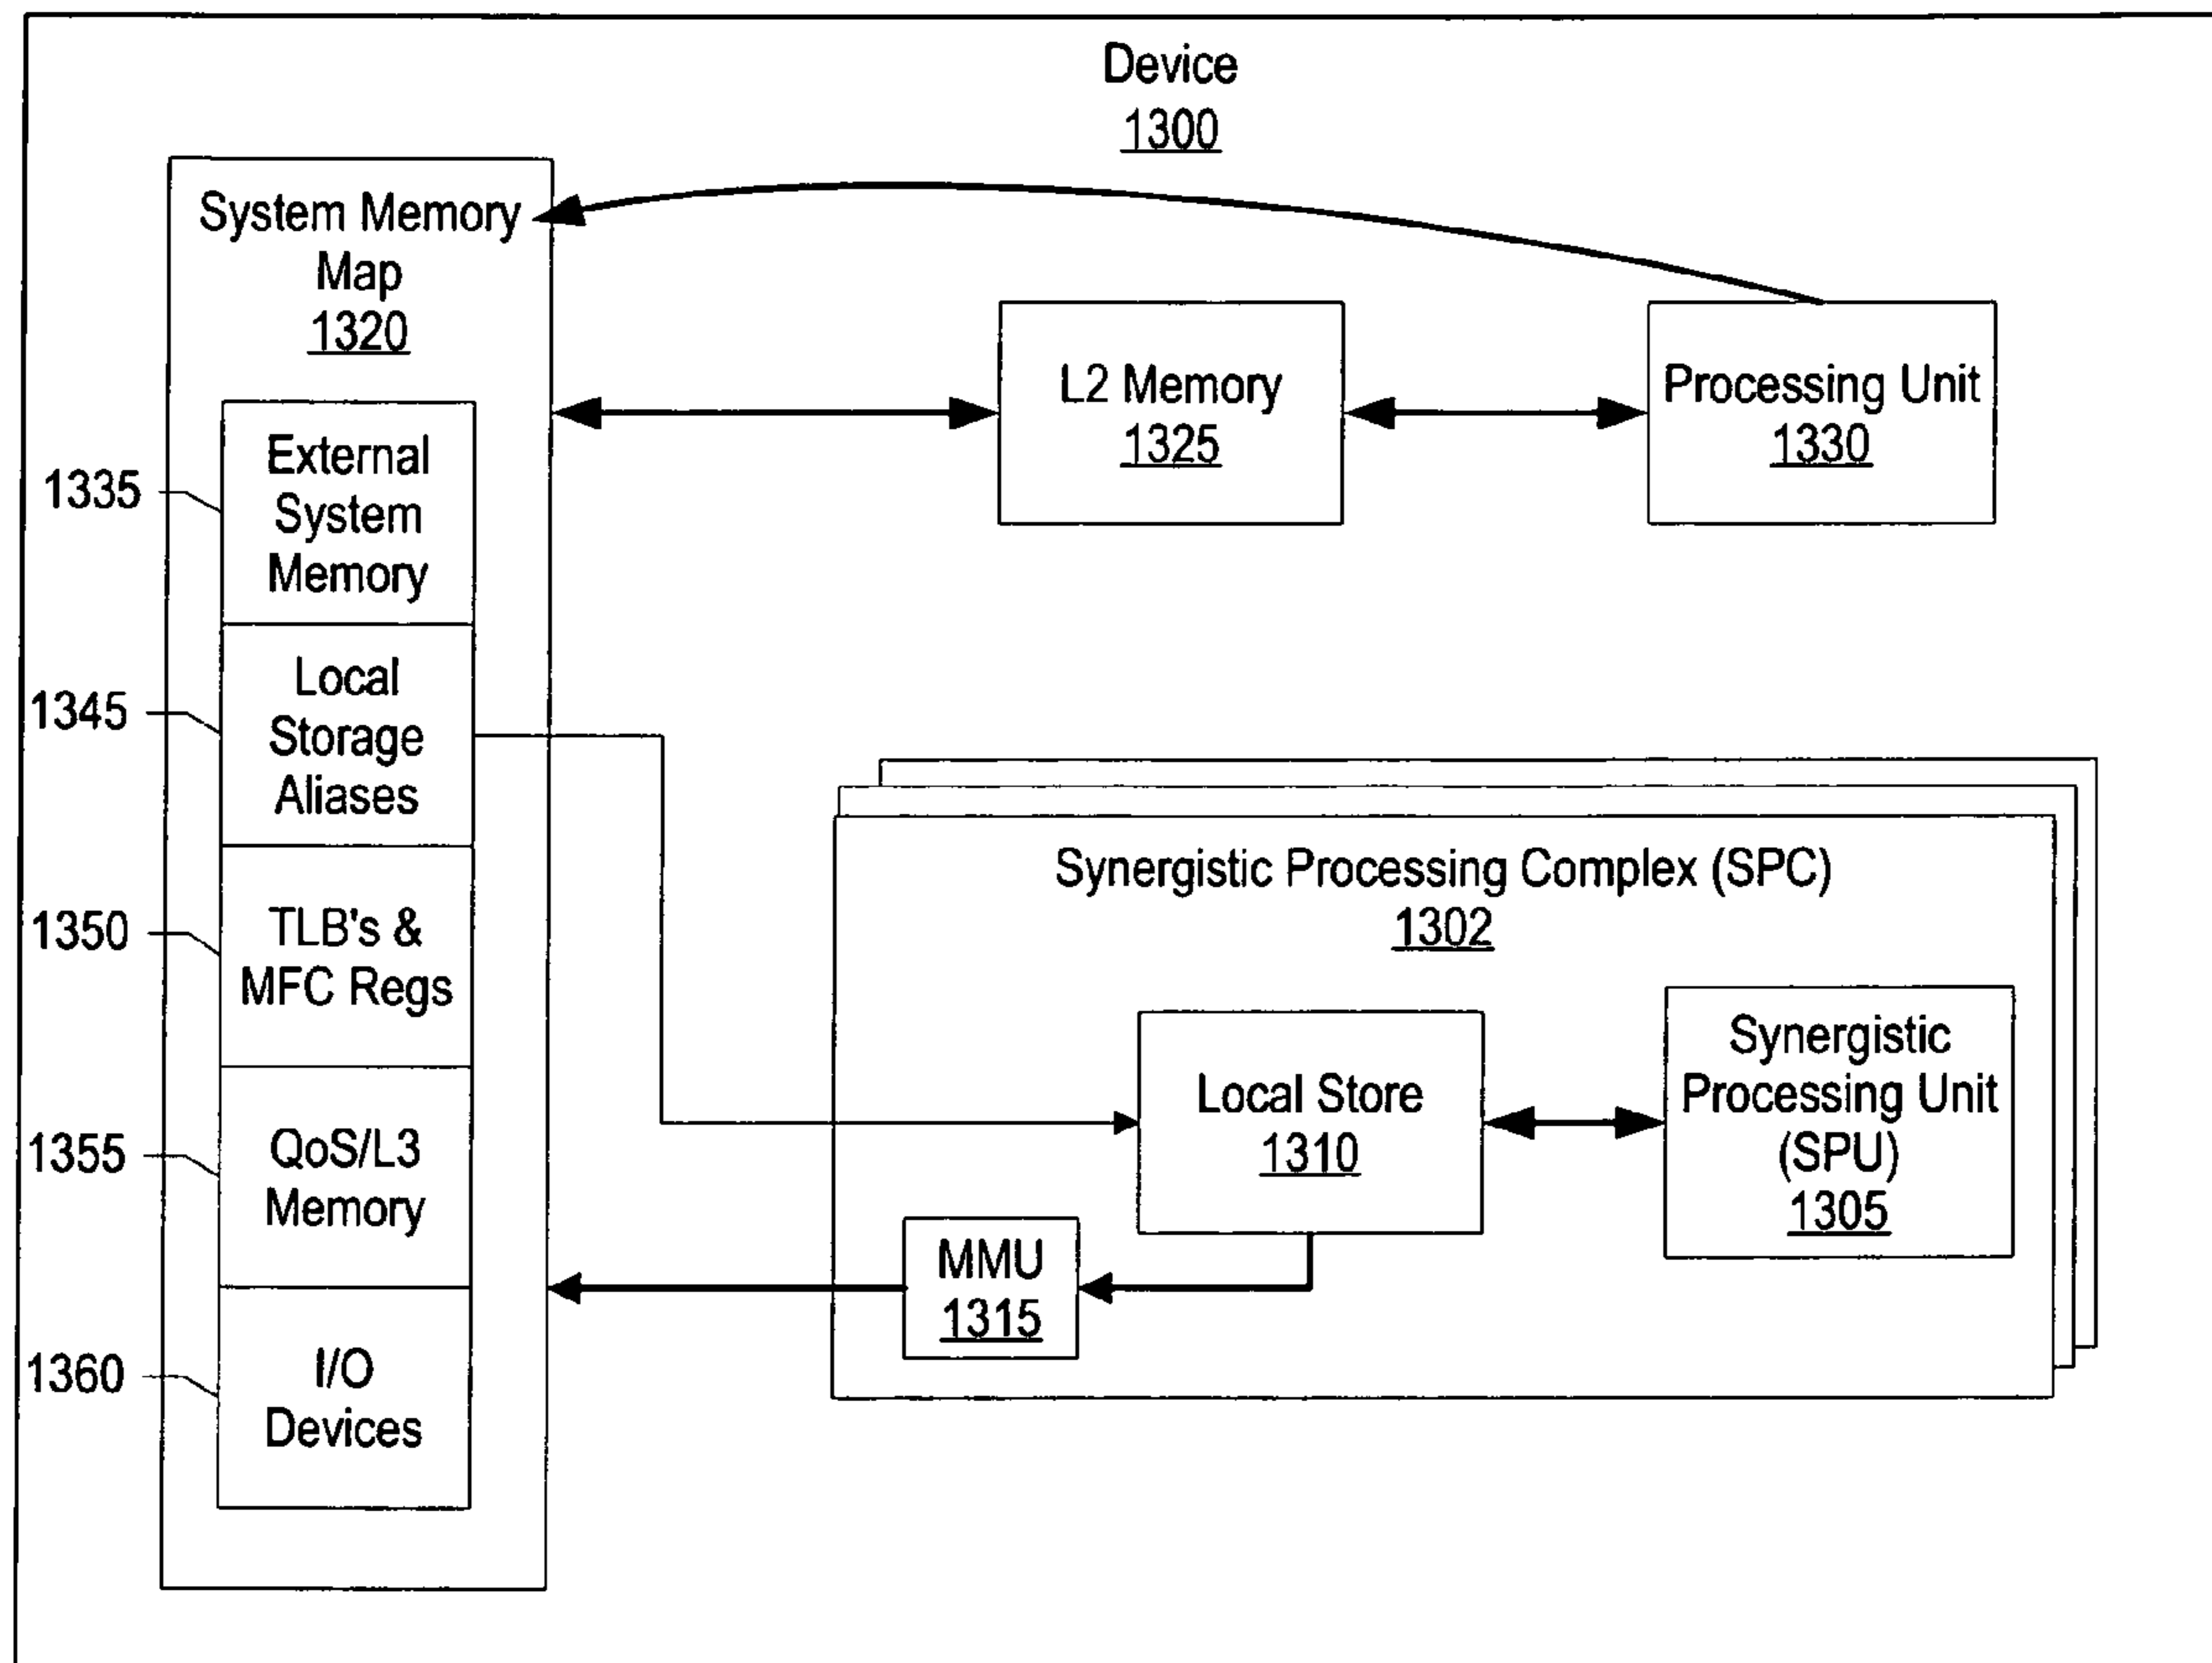 Device
1300
System Memory
Map
1320
External
System
Memory
1335
Local
Storage
Aliases
1345
TLB's &
MFC Regs
1350
QoS/L3
Memory
1355
I/O
Devices
1360
L2 Memory
1325
Processing Unit
1330
Synergistic Processing Complex (SPC)
1302
Local Store
1310
Synergistic
Processing Unit
(SPU)
1305
MMU
1315